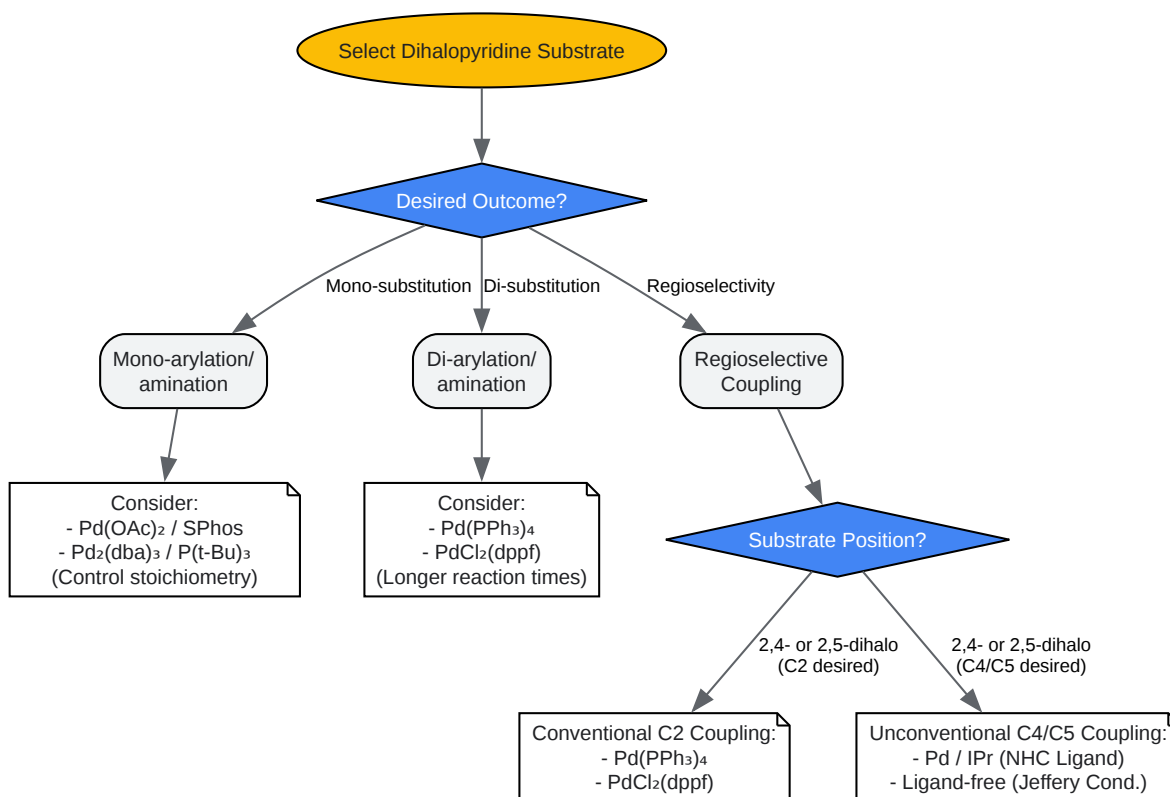 Select Dihalopyridine Substrate
Desired Outcome?
Mono-substitution
Di-substitution
Regioselectivity
Mono-arylation/
amination
Di-arylation/
amination
Regioselective
Coupling
Consider:
- Pd(OAc)₂ / SPhos
- Pd₂(dba)₃ / P(t-Bu)₃
(Control stoichiometry)
Consider:
- Pd(PPh₃)₄
- PdCl₂(dppf)
(Longer reaction times)
Substrate Position?
2,4- or 2,5-dihalo
(C2 desired)
2,4- or 2,5-dihalo
(C4/C5 desired)
Conventional C2 Coupling:
- Pd(PPh₃)₄
- PdCl₂(dppf)
Unconventional C4/C5 Coupling:
- Pd / IPr (NHC Ligand)
- Ligand-free (Jeffery Cond.)